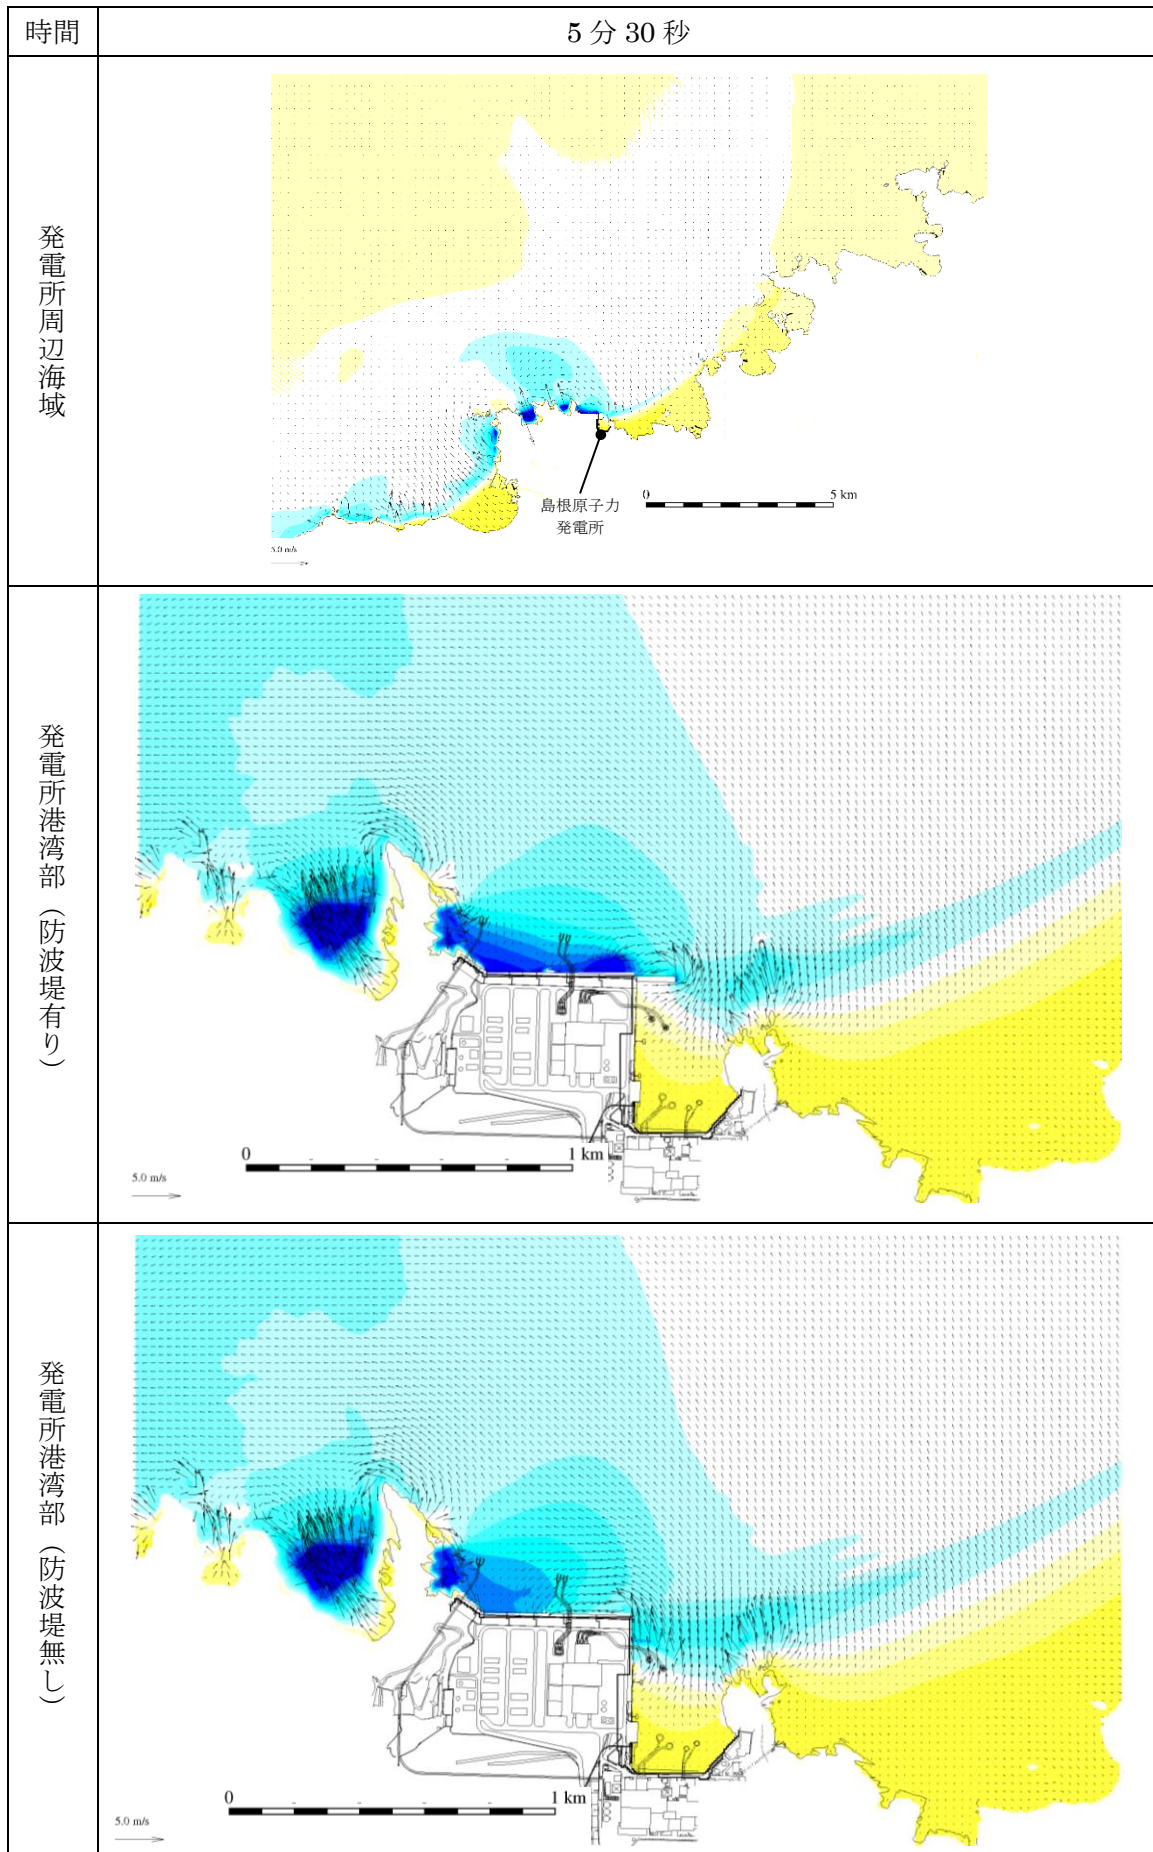 時間
5分30秒
発電所周辺海域
島根原子力
発電所
0
5 km
5.0 m/s
発電所港湾部（防波堤有り）
0
1 km
5.0 m/s
発電所港湾部（防波堤無し）
0
1 km
5.0 m/s